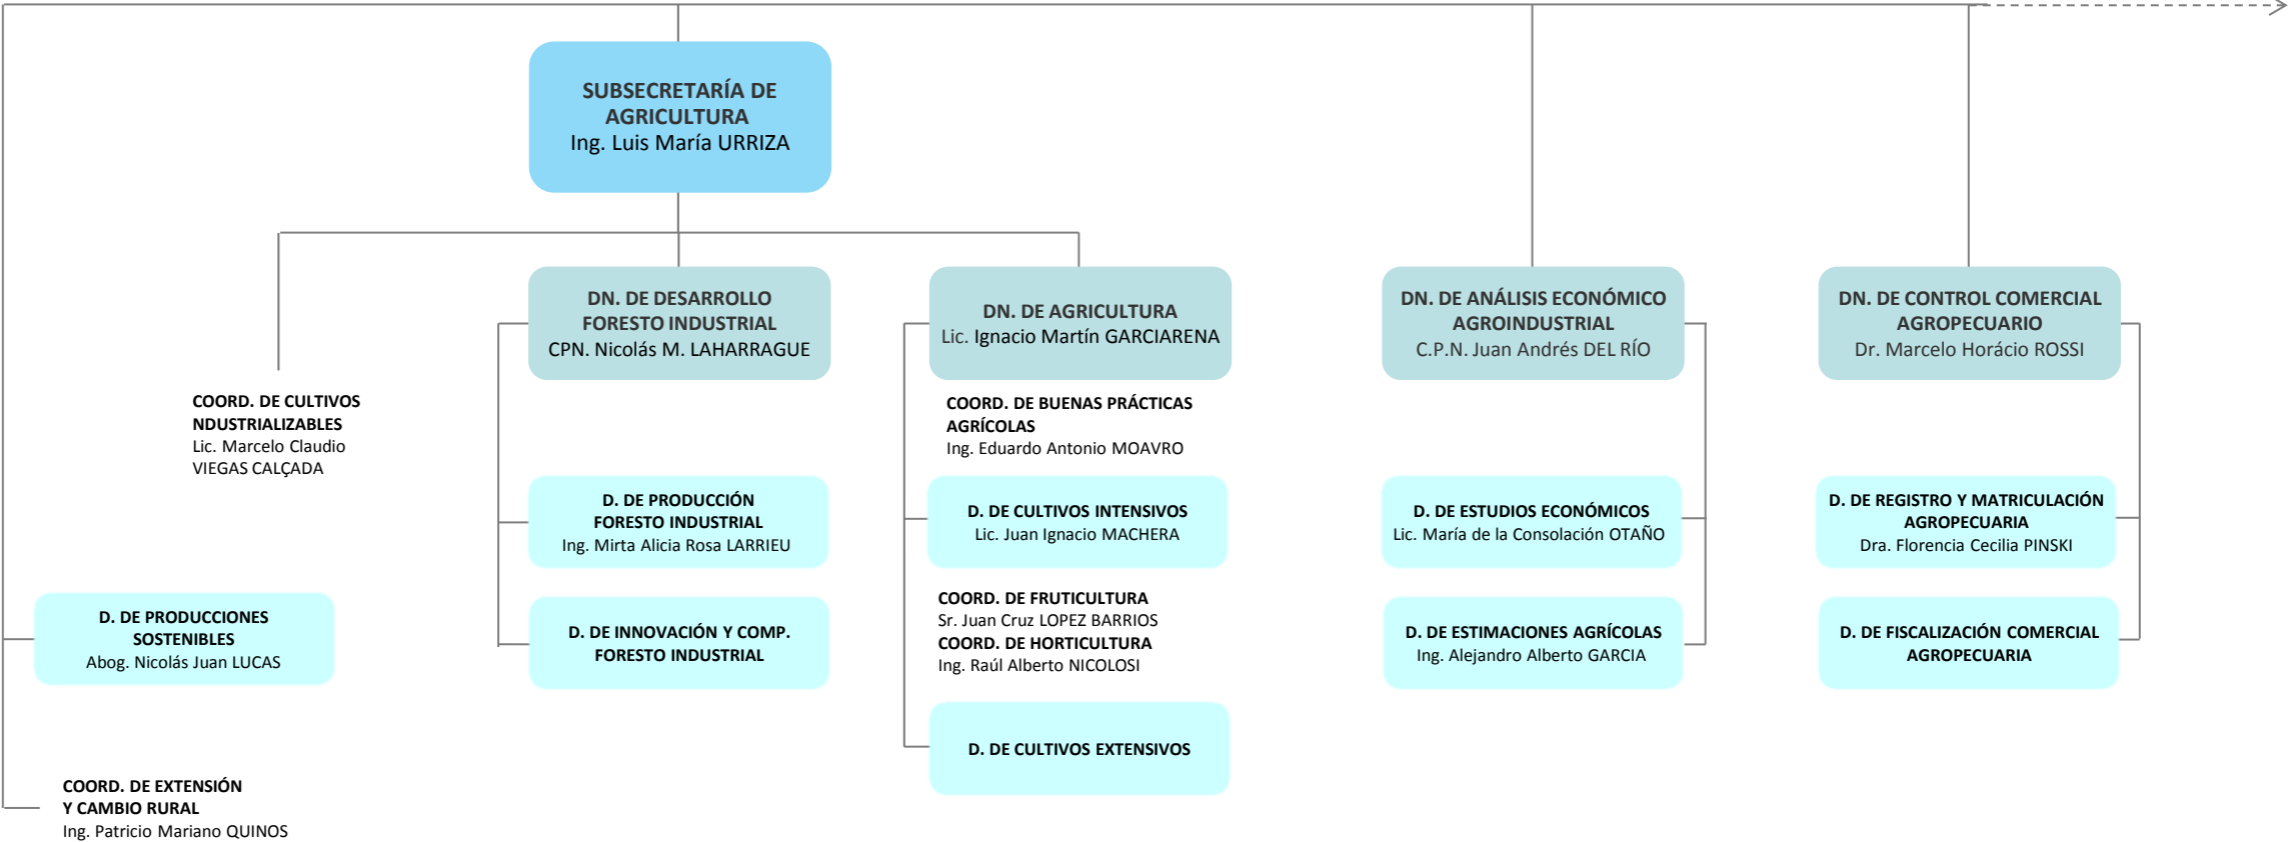 SUBSECRETARÍA DE
AGRICULTURA
Ing. Luis María URRIZA
DN. DE DESARROLLO
FORESTO INDUSTRIAL
CPN. Nicolás M. LAHARRAGUE
DN. DE AGRICULTURA
Lic. Ignacio Martín GARCIARENA
DN. DE ANÁLISIS ECONÓMICO
AGROINDUSTRIAL
C.P.N. Juan Andrés DEL RÍO
DN. DE CONTROL COMERCIAL
AGROPECUARIO
Dr. Marcelo Horácio ROSSI
COORD. DE CULTIVOS
NDUSTRIALIZABLES
Lic. Marcelo Claudio
VIEGAS CALÇADA
COORD. DE BUENAS PRÁCTICAS
AGRÍCOLAS
Ing. Eduardo Antonio MOAVRO
D. DE PRODUCCIÓN
FORESTO INDUSTRIAL
Ing. Mirta Alicia Rosa LARRIEU
D. DE CULTIVOS INTENSIVOS
Lic. Juan Ignacio MACHERA
D. DE ESTUDIOS ECONÓMICOS
Lic. María de la Consolación OTAÑO
D. DE REGISTRO Y MATRICULACIÓN
AGROPECUARIA
Dra. Florencia Cecilia PINSKI
D. DE PRODUCCIONES
SOSTENIBLES
Abog. Nicolás Juan LUCAS
D. DE INNOVACIÓN Y COMP.
FORESTO INDUSTRIAL
COORD. DE FRUTICULTURA
Sr. Juan Cruz LOPEZ BARRIOS
COORD. DE HORTICULTURA
Ing. Raúl Alberto NICOLOSI
D. DE ESTIMACIONES AGRÍCOLAS
Ing. Alejandro Alberto GARCIA
D. DE FISCALIZACIÓN COMERCIAL
AGROPECUARIA
D. DE CULTIVOS EXTENSIVOS
COORD. DE EXTENSIÓN
Y CAMBIO RURAL
Ing. Patricio Mariano QUINOS